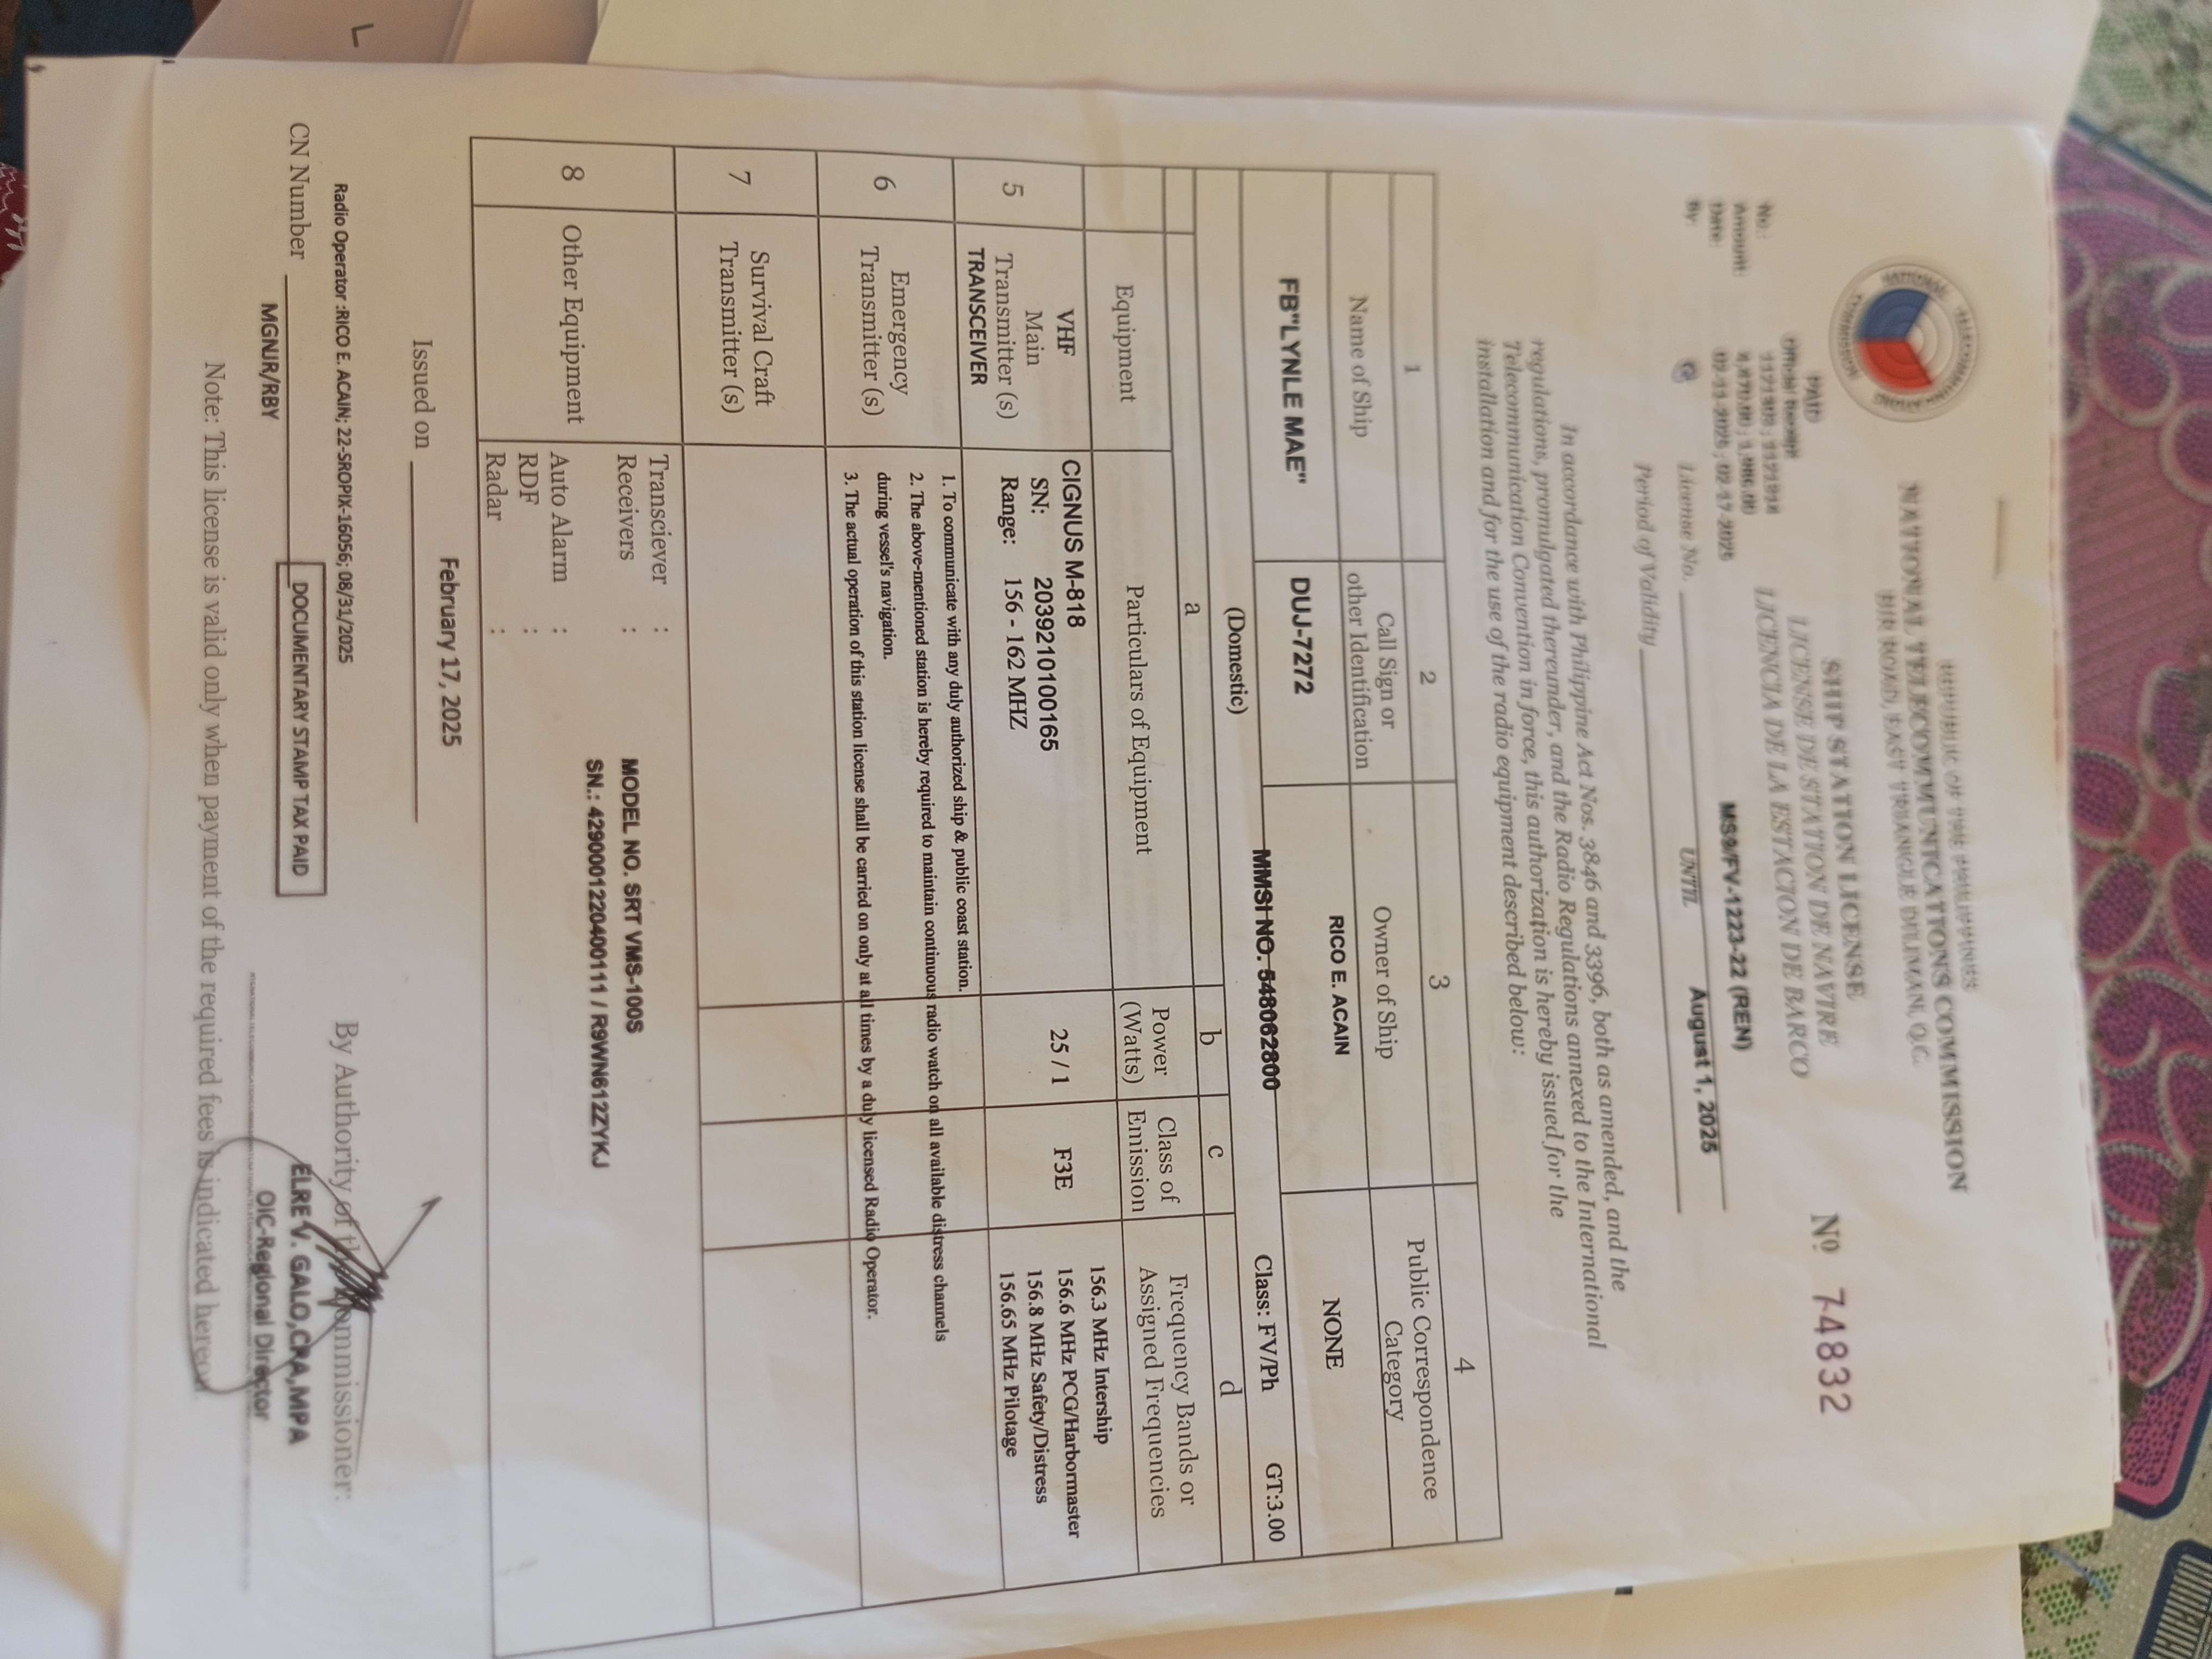 REPUBLIC OF THE PHILIPPINES
NATIONAL TELECOMMUNICATIONS COMMISSION
BIR ROAD, EAST TRIANGLE DILIMAN, Q.C.
SHIP STATION LICENSE
LICENSE DE STATION DE NAVIRE
LICENCIA DE LA ESTACION DE BARCO
Nº 74832
PAID
Official Receipt
No.:
Amount:
Date: 02-11-2025 ; 02-17-2025
By:
License No. MS9/FV-1223-22 (REN)
Period of Validity UNTIL August 1, 2025
In accordance with Philippine Act Nos. 3846 and 3396, both as amended, and the
regulations, promulgated thereunder, and the Radio Regulations annexed to the International
Telecommunication Convention in force, this authorization is hereby issued for the
installation and for the use of the radio equipment described below:
1 2 3 4
Name of Ship Call Sign or other Identification Owner of Ship Public Correspondence Category
FB"LYNLE MAE" DUJ-7272 RICO E. ACAIN NONE
(Domestic) MMSI NO. 548062800 Class: FV/Ph GT:3.00
a b c d
Equipment Particulars of Equipment Power (Watts) Class of Emission Frequency Bands or Assigned Frequencies
5 VHF Main Transmitter (s) TRANSCEIVER
CIGNUS M-818
SN: 2039210100165
Range: 156 - 162 MHZ
25 / 1 F3E
156.3 MHz Intership
156.6 MHz PCG/Harbormaster
156.8 MHz Safety/Distress
156.65 MHz Pilotage
6 Emergency Transmitter (s)
1. To communicate with any duly authorized ship & public coast station.
2. The above-mentioned station is hereby required to maintain continuous radio watch on all available distress channels
during vessel's navigation.
3. The actual operation of this station license shall be carried on only at all times by a duly licensed Radio Operator.
7 Survival Craft Transmitter (s)
8 Other Equipment
Transciever :
Receivers : MODEL NO. SRT VMS-100S
SN.: 4290001220400111 / R9WN612ZYKJ
Auto Alarm :
RDF :
Radar :
Issued on February 17, 2025
By Authority of the Commissioner:
Radio Operator :RICO E. ACAIN; 22-SROPIX-16056; 08/31/2025
CN Number
DOCUMENTARY STAMP TAX PAID
MGNJR/RBY
ELRE V. GALO,CPA,MPA
OIC-Regional Director
Note: This license is valid only when payment of the required fees is indicated hereon.